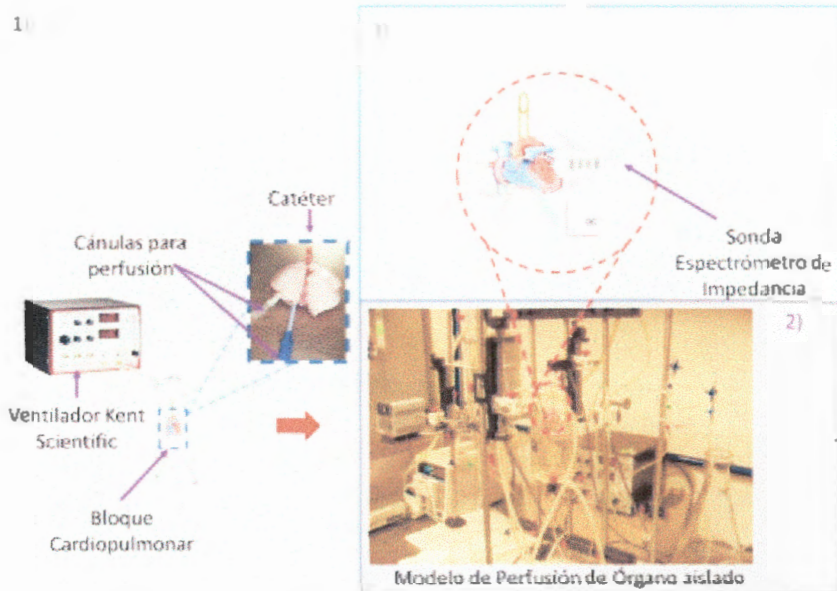 1)
Catéter
Cánulas para
perfusión
Ventilador Kent
Scientific
Bloque
Cardiopulmonar
Sonda
Espectrómetro de
Impedancia
2)
Modelo de Perfusión de Órgano aislado